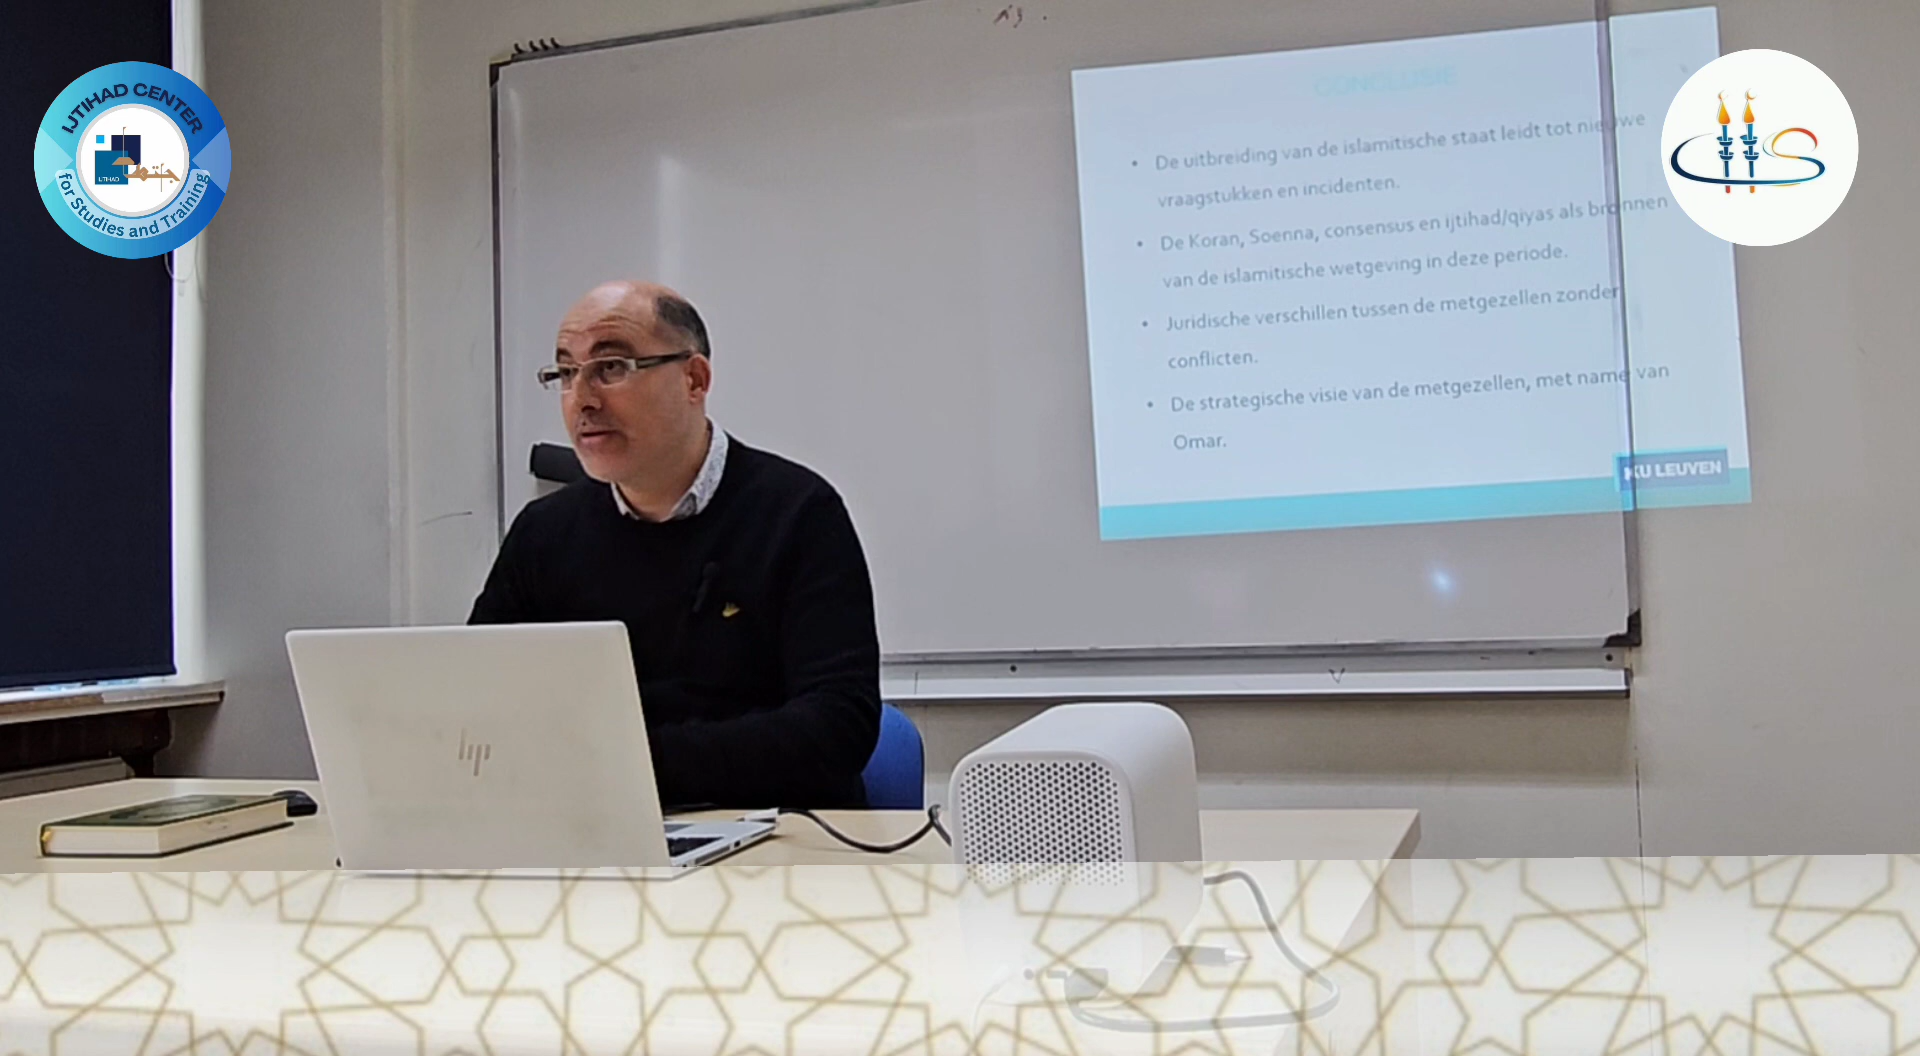 IJTIHAD CENTER
for Studies and Training
IJTIHAD
CONCLUSIE
• De uitbreiding van de islamitische staat leidt tot nieuwe
vraagstukken en incidenten.
• De Koran, Soenna, consensus en ijtihad/qiyas als bronnen
van de islamitische wetgeving in deze periode.
• Juridische verschillen tussen de metgezellen zonder
conflicten.
• De strategische visie van de metgezellen, met name van
Omar.
KU LEUVEN
hp